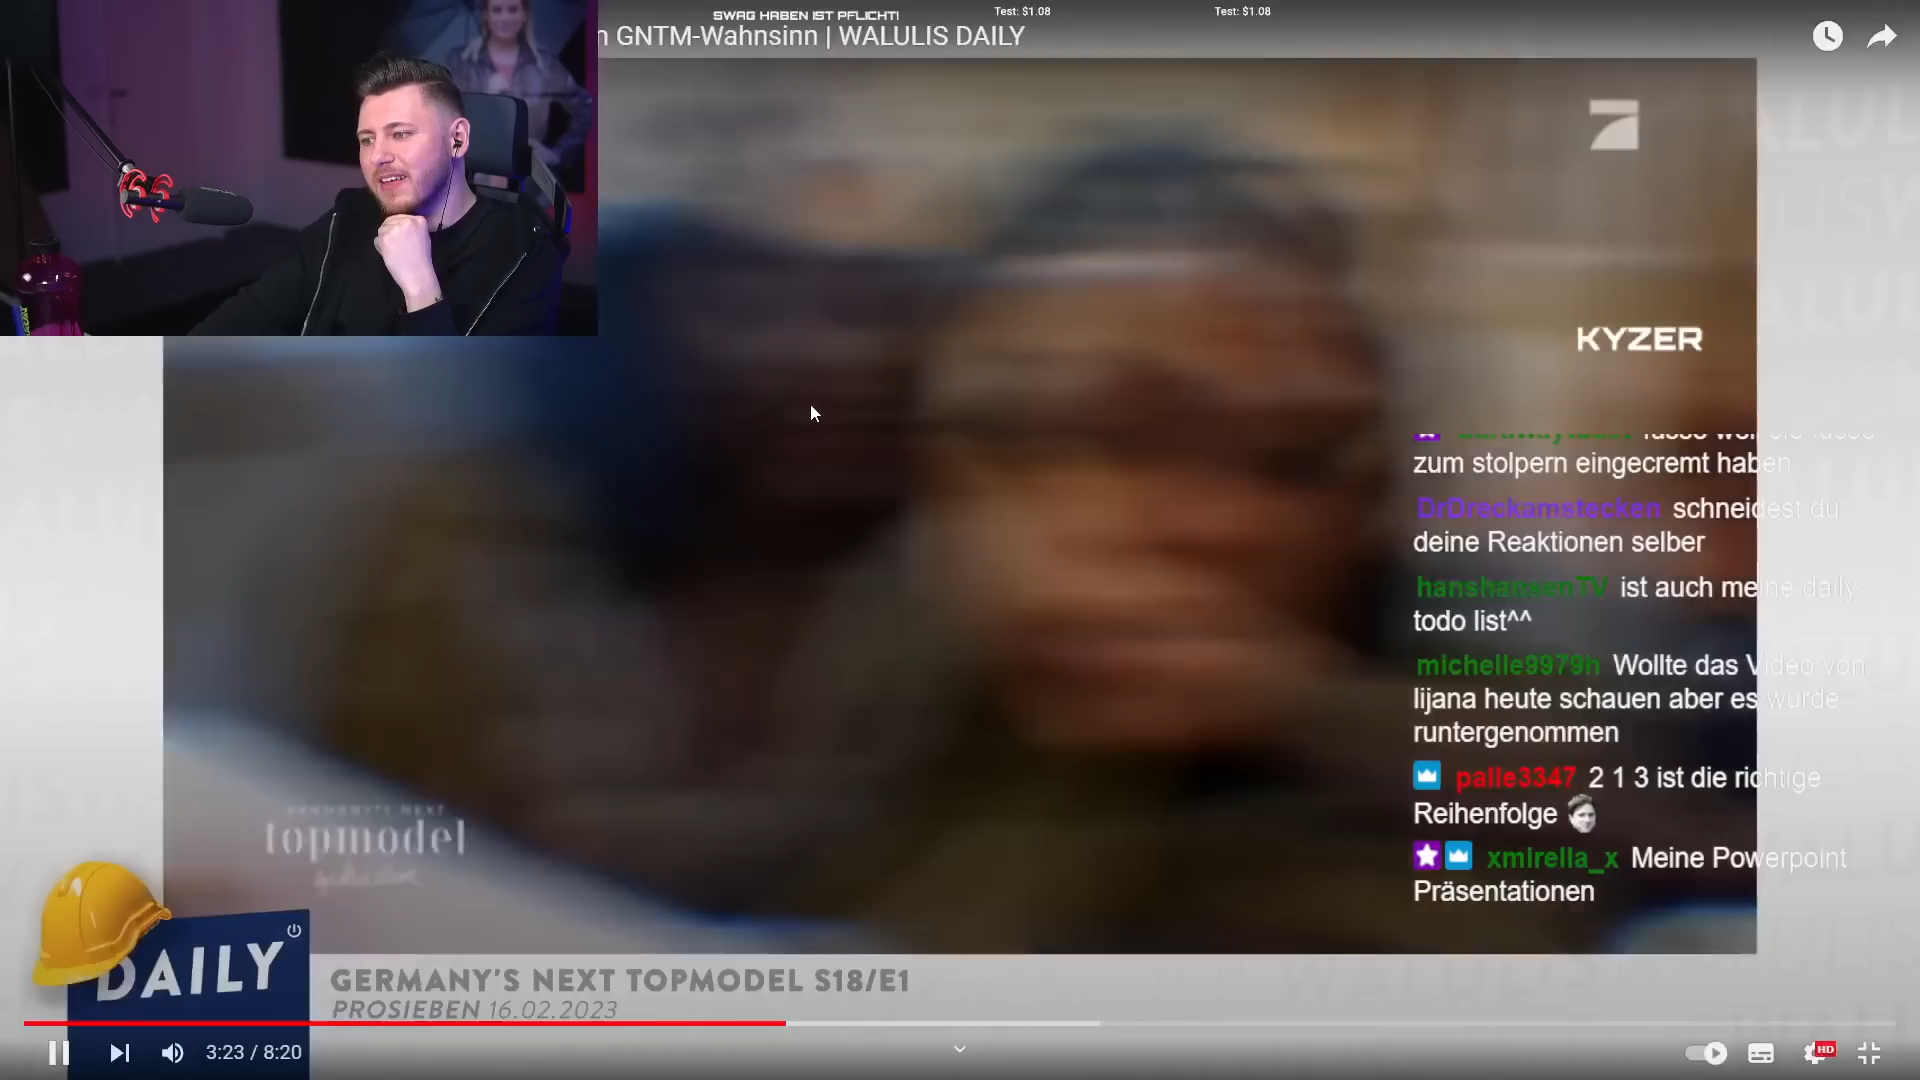 SWAG HABEN IST PFLICHT!
Test: $1.08
Test: $1.08
n GNTM-Wahnsinn | WALULIS DAILY
KYZER
zum stolpern eingecremt haben
DrDreckamstecken schneidest du
deine Reaktionen selber
hanshansenTV ist auch meine daily
todo list^^
michelle9979h Wollte das Video von
lijana heute schauen aber es wurde
runtergenommen
palle3347 2 1 3 ist die richtige
Reihenfolge
xmirella_x Meine Powerpoint
Präsentationen
GERMANY'S NEXT
topmodel
DAILY
GERMANY'S NEXT TOPMODEL S18/E1
PROSIEBEN 16.02.2023
3:23 / 8:20
HD